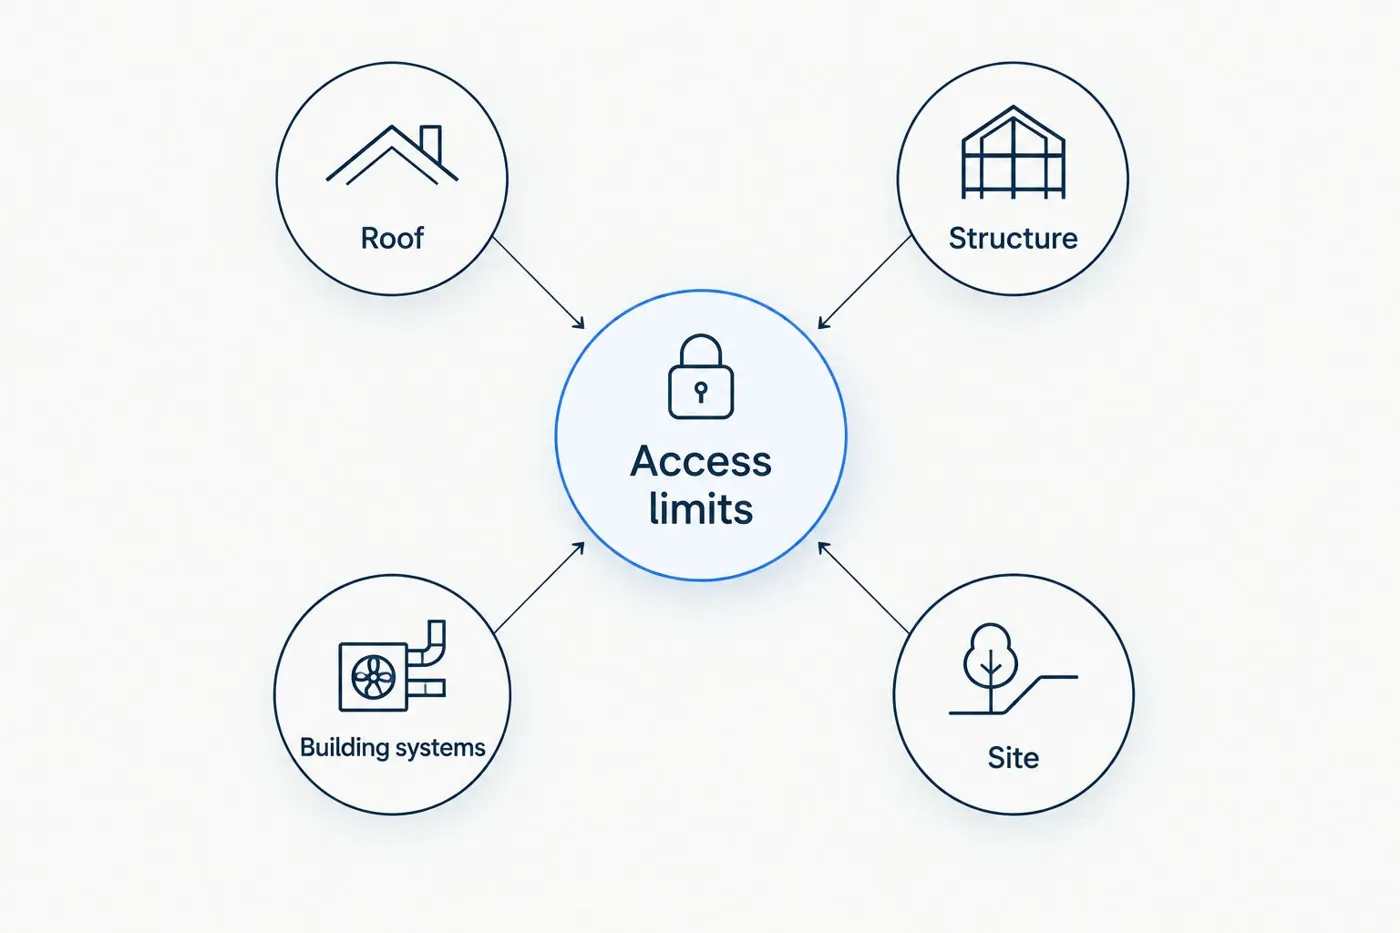 Roof
Structure
Access
limits
Building systems
Site